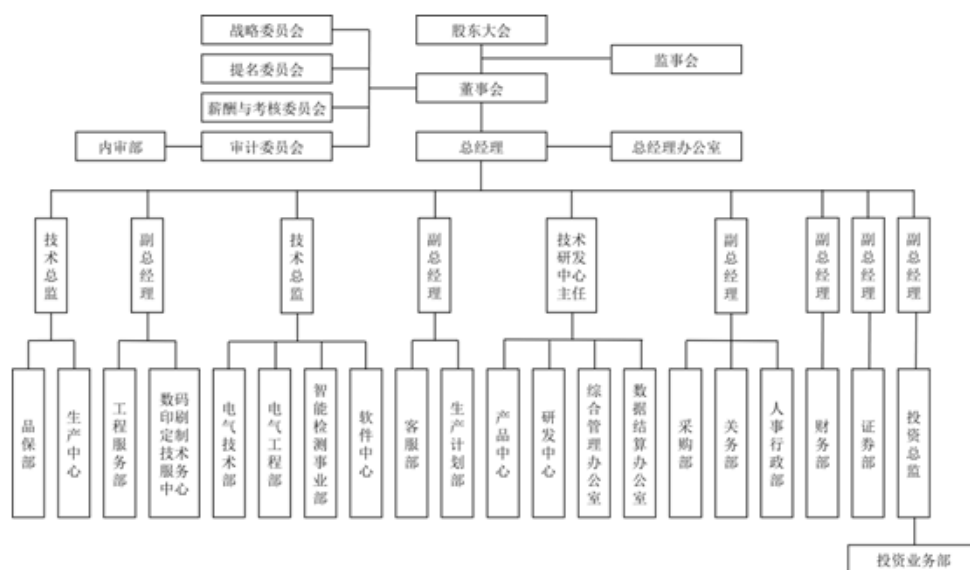 战略委员会
股东大会
监事会
提名委员会
董事会
薪酬与考核委员会
内审部
审计委员会
总经理
总经理办公室
技术总监
副总经理
技术总监
副总经理
技术研发中心主任
副总经理
副总经理
副总经理
副总经理
品保部
生产中心
工程服务部
数码印刷定制技术服务中心
电气技术部
电气工程部
智能检测事业部
软件中心
客服部
生产计划部
产品中心
研发中心
综合管理办公室
数据结算办公室
采购部
关务部
人事行政部
财务部
证券部
投资总监
投资业务部